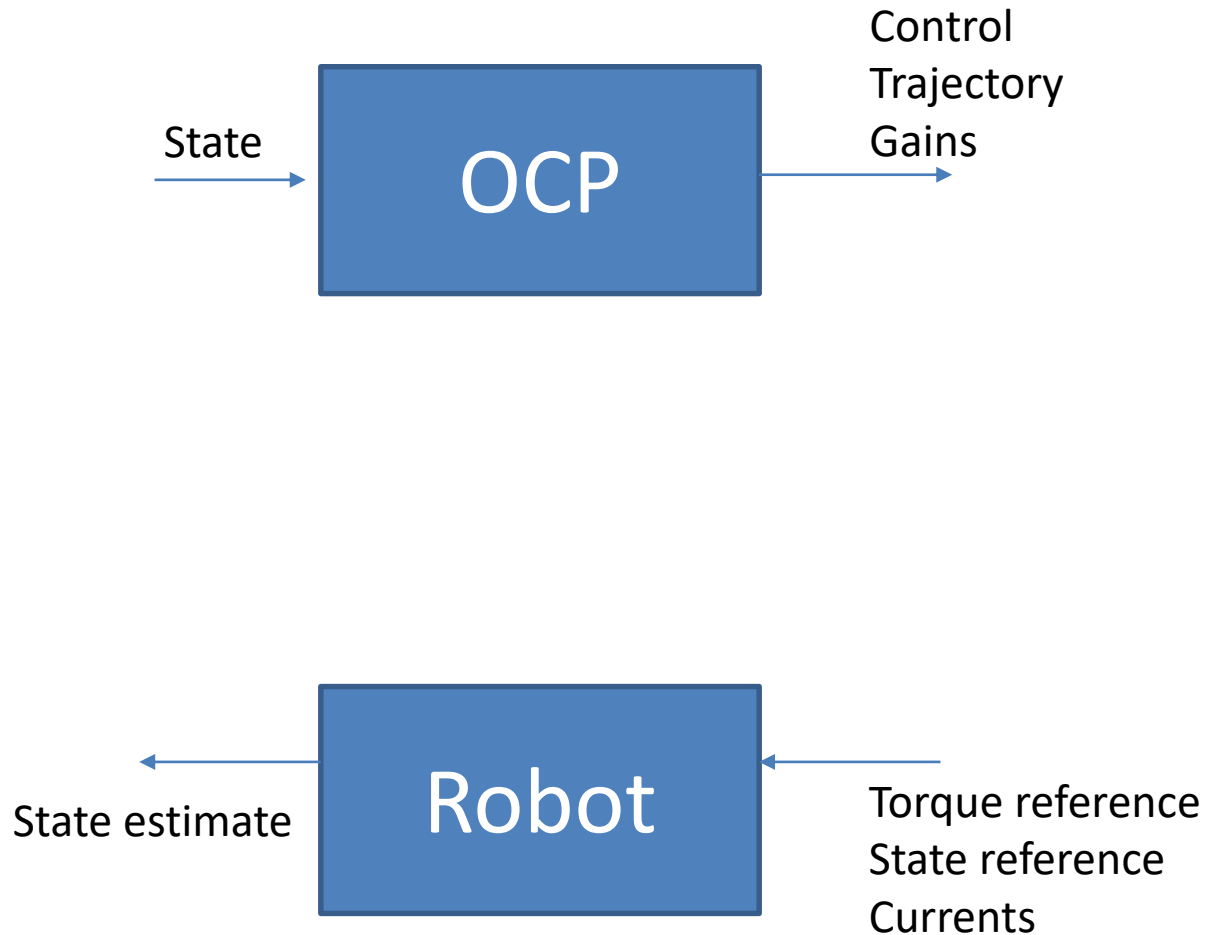 State
OCP
Control
Trajectory
Gains
State estimate
Robot
Torque reference
State reference
Currents